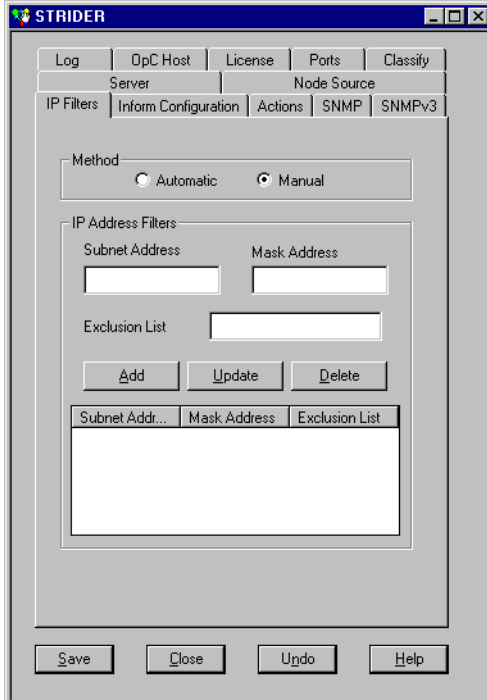 STRIDER
Log OpC Host License Ports Classify
Server Node Source
IP Filters Inform Configuration Actions SNMP SNMPv3
Method
Automatic Manual
IP Address Filters
Subnet Address Mask Address
Exclusion List
Add Update Delete
Subnet Addr... Mask Address Exclusion List
Save Close Undo Help